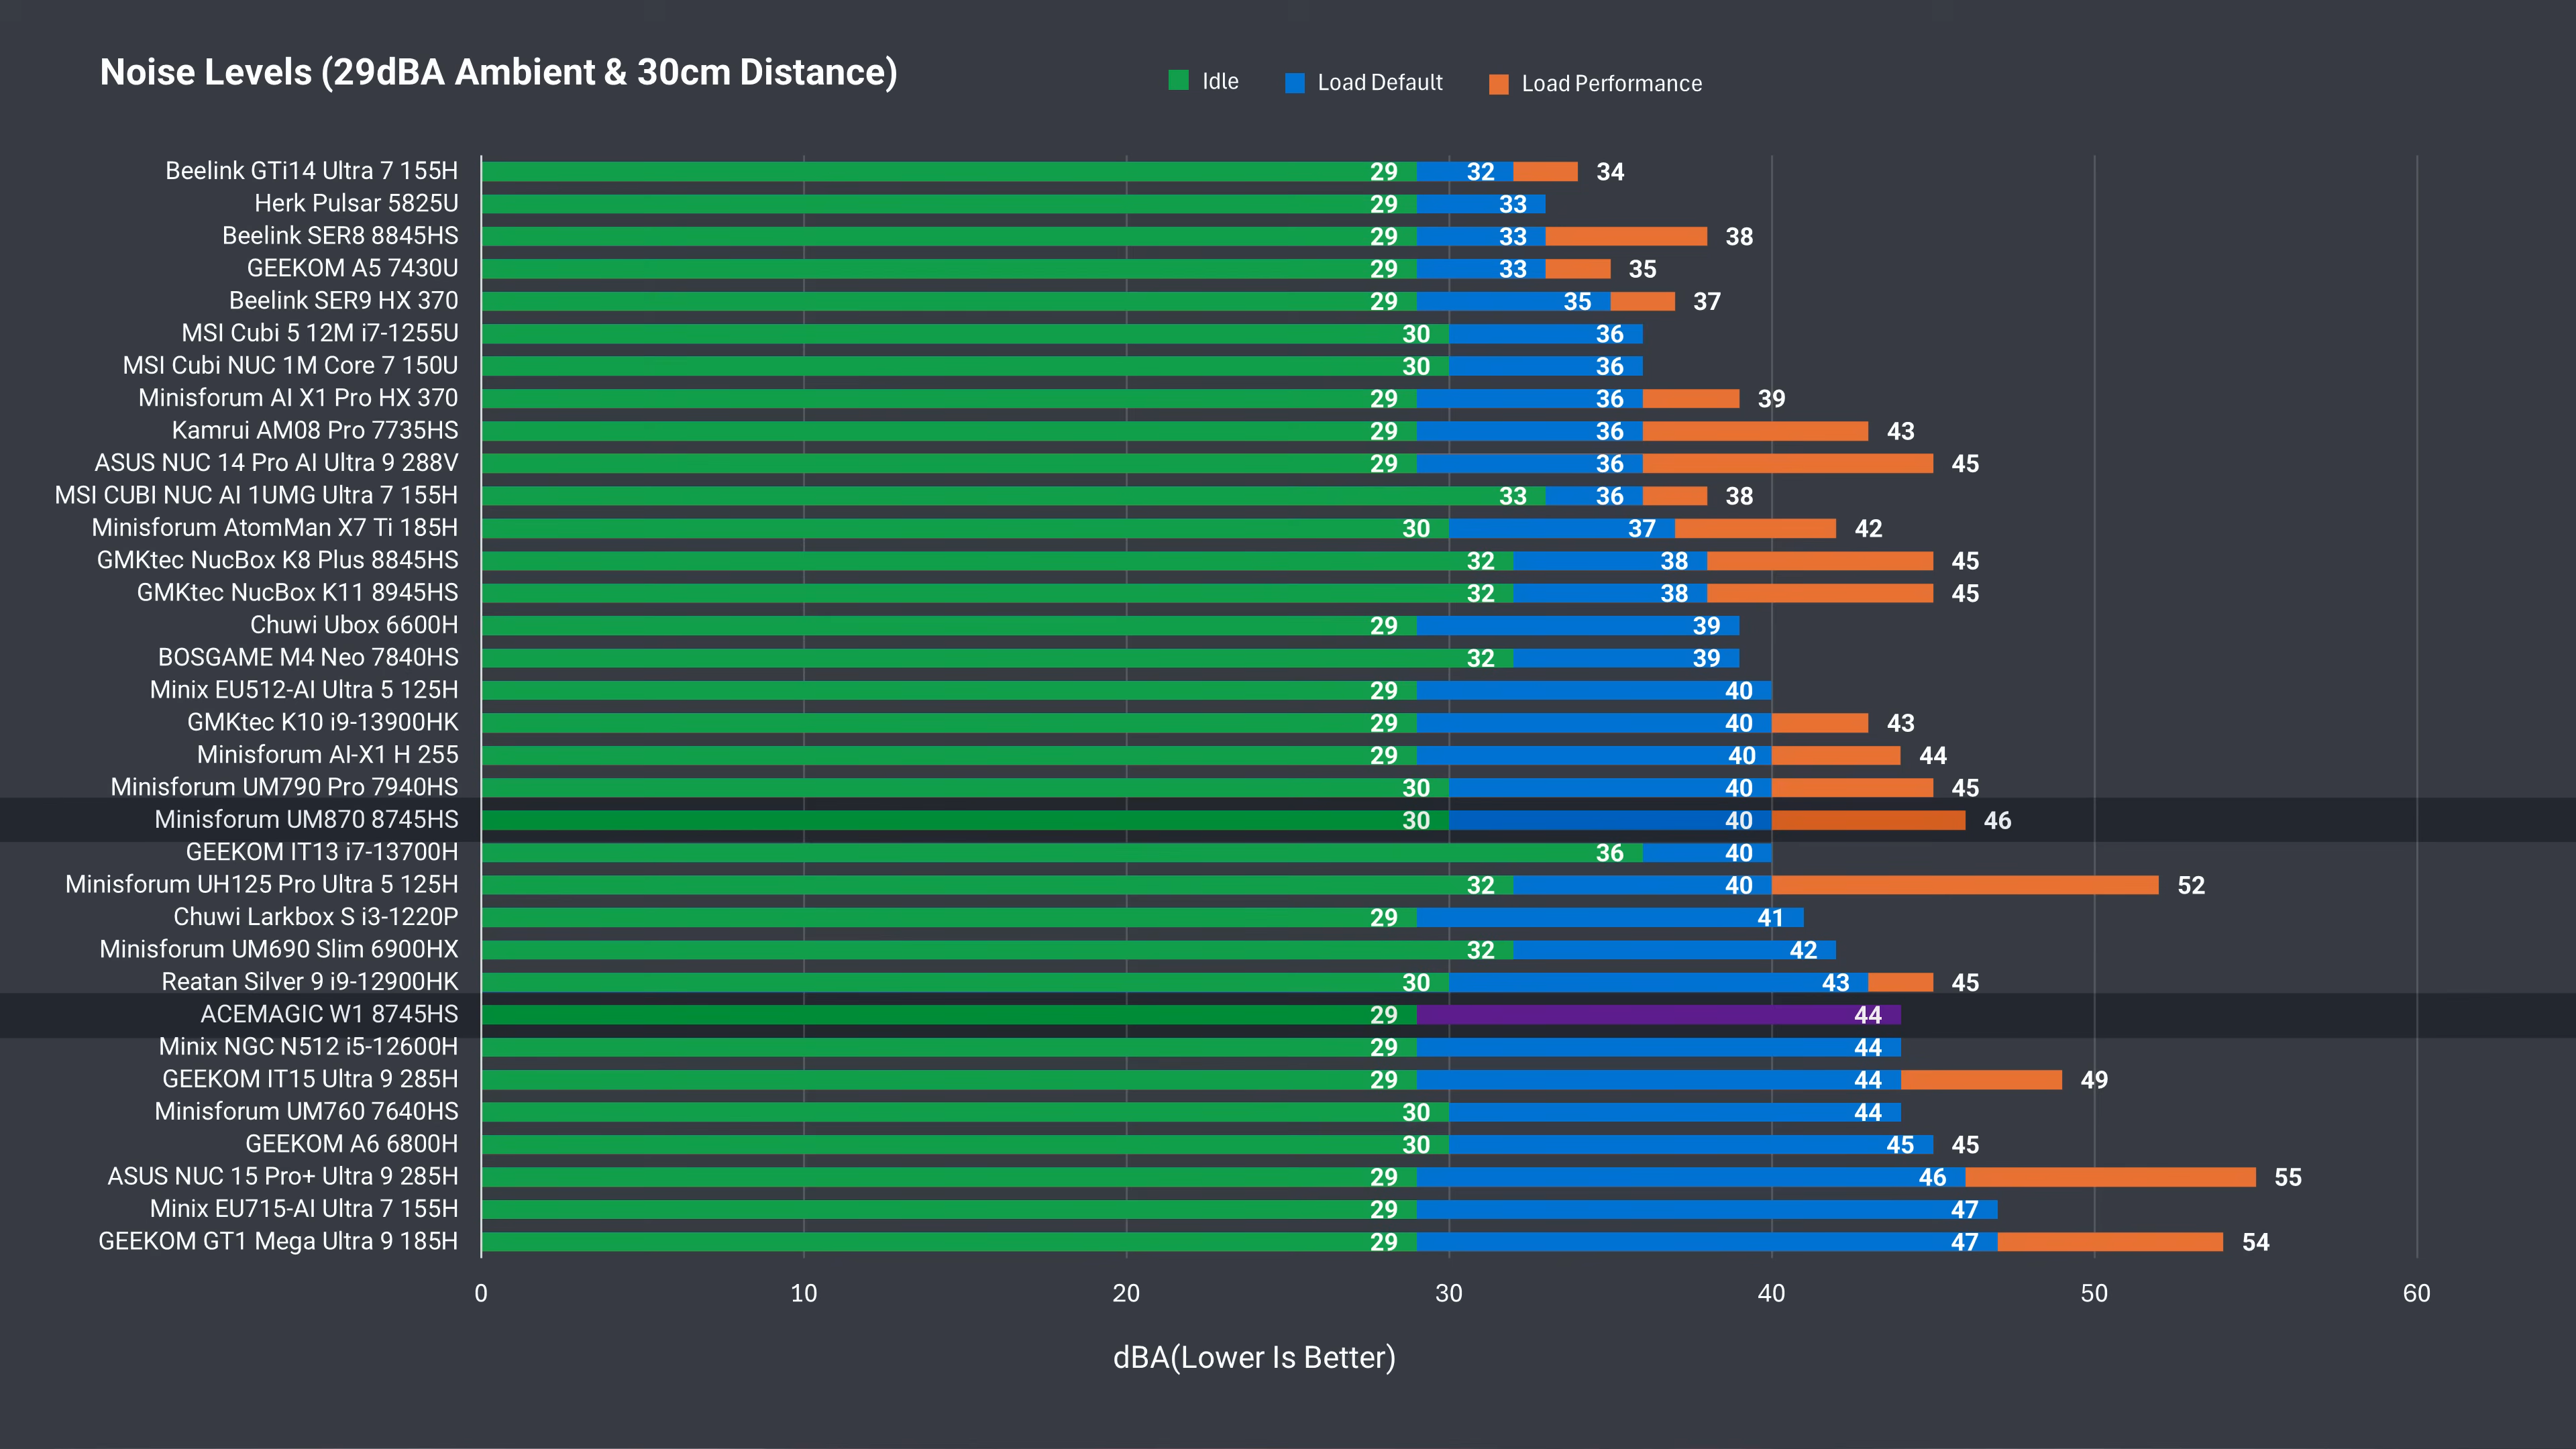 Noise Levels (29dBA Ambient & 30cm Distance)
Idle Load Default Load Performance
Beelink GTi14 Ultra 7 155H 29 32 34
Herk Pulsar 5825U 29 33
Beelink SER8 8845HS 29 33 38
GEEKOM A5 7430U 29 33 35
Beelink SER9 HX 370 29 35 37
MSI Cubi 5 12M i7-1255U 30 36
MSI Cubi NUC 1M Core 7 150U 30 36
Minisforum AI X1 Pro HX 370 29 36 39
Kamrui AM08 Pro 7735HS 29 36 43
ASUS NUC 14 Pro AI Ultra 9 288V 29 36 45
MSI CUBI NUC AI 1UMG Ultra 7 155H 33 36 38
Minisforum AtomMan X7 Ti 185H 30 37 42
GMKtec NucBox K8 Plus 8845HS 32 38 45
GMKtec NucBox K11 8945HS 32 38 45
Chuwi Ubox 6600H 29 39
BOSGAME M4 Neo 7840HS 32 39
Minix EU512-AI Ultra 5 125H 29 40
GMKtec K10 i9-13900HK 29 40 43
Minisforum AI-X1 H 255 29 40 44
Minisforum UM790 Pro 7940HS 30 40 45
Minisforum UM870 8745HS 30 40 46
GEEKOM IT13 i7-13700H 36 40
Minisforum UH125 Pro Ultra 5 125H 32 40 52
Chuwi Larkbox S i3-1220P 29 41
Minisforum UM690 Slim 6900HX 32 42
Reatan Silver 9 i9-12900HK 30 43 45
ACEMAGIC W1 8745HS 29 44
Minix NGC N512 i5-12600H 29 44
GEEKOM IT15 Ultra 9 285H 29 44 49
Minisforum UM760 7640HS 30 44
GEEKOM A6 6800H 30 45 45
ASUS NUC 15 Pro+ Ultra 9 285H 29 46 55
Minix EU715-AI Ultra 7 155H 29 47
GEEKOM GT1 Mega Ultra 9 185H 29 47 54
0 10 20 30 40 50 60
dBA(Lower Is Better)